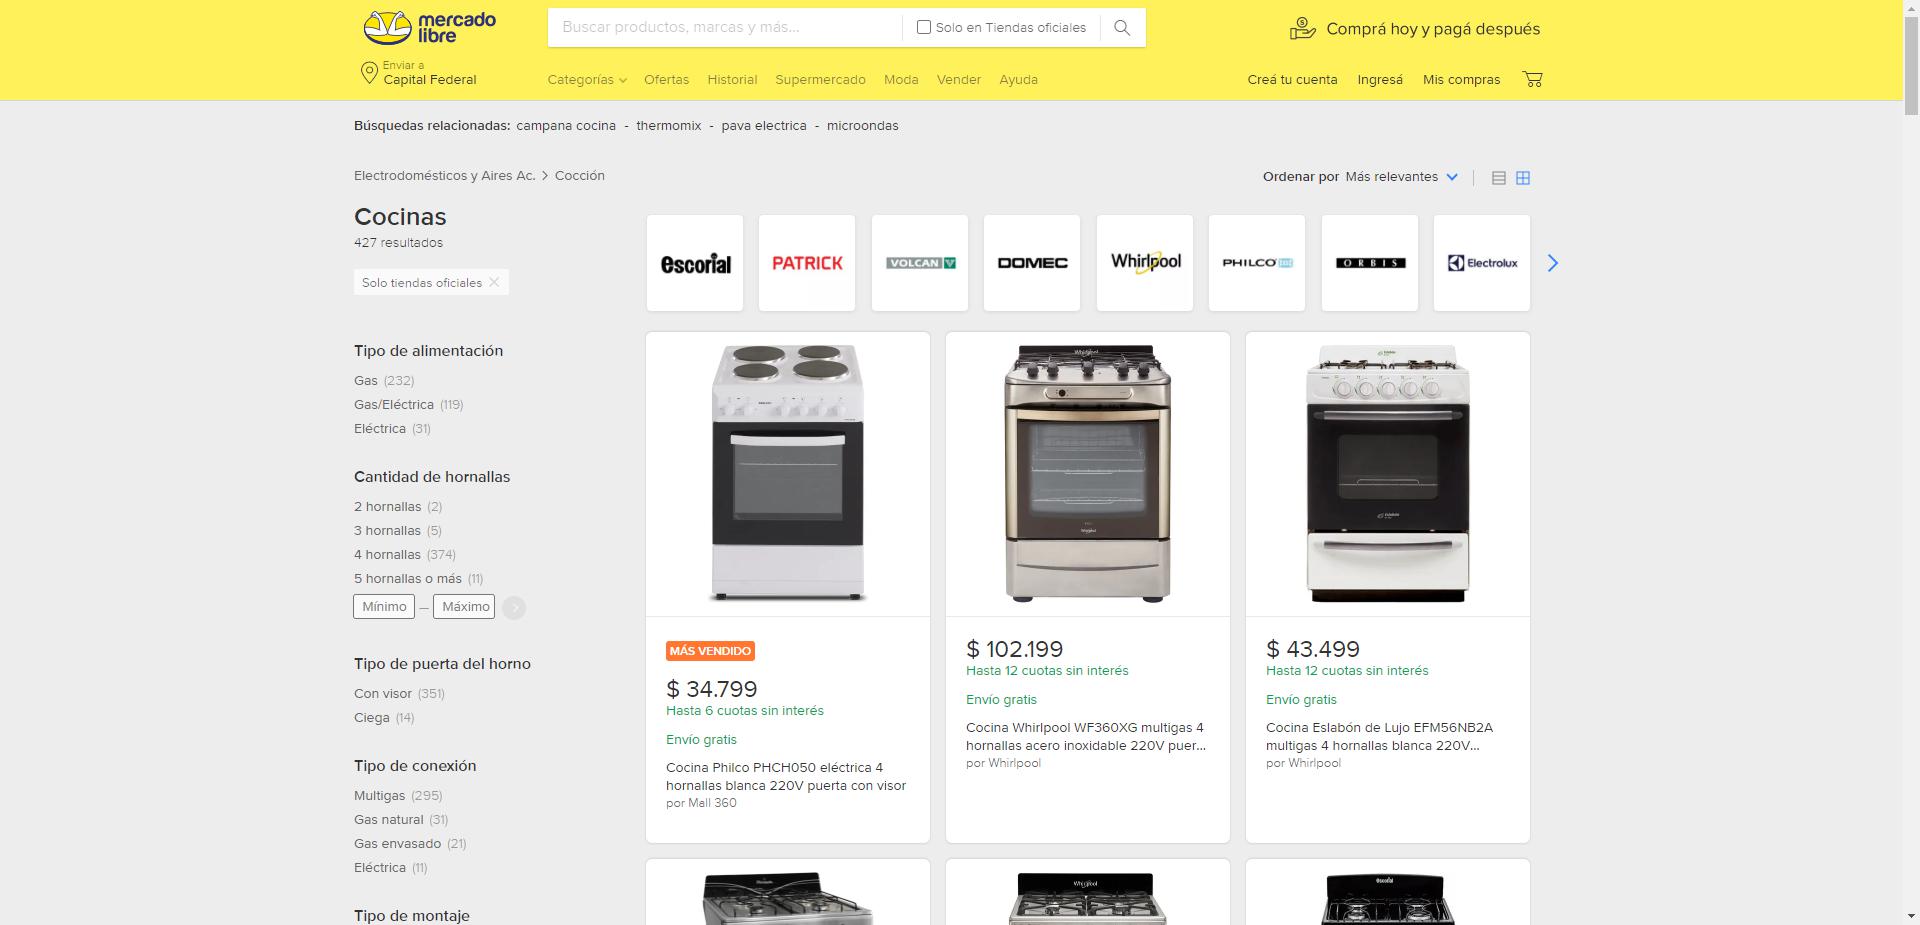 mercado
libre
Buscar productos, marcas y más...
Solo en Tiendas oficiales
Comprá hoy y pagá después
Enviar a
Capital Federal
Categorías
Ofertas
Historial
Supermercado
Moda
Vender
Ayuda
Creá tu cuenta
Ingresá
Mis compras
Búsquedas relacionadas: campana cocina - thermomix - pava electrica - microondas
Electrodomésticos y Aires Ac. > Cocción
Ordenar por Más relevantes
Cocinas
427 resultados
Solo tiendas oficiales
escorial
PATRICK
VOLCAN
DOMEC
Whirlpool
PHILCO
ORBIS
Electrolux
Tipo de alimentación
Gas (232)
Gas/Eléctrica (119)
Eléctrica (31)
Cantidad de hornallas
2 hornallas (2)
3 hornallas (5)
4 hornallas (374)
5 hornallas o más (11)
Mínimo — Máximo
Tipo de puerta del horno
Con visor (351)
Ciega (14)
Tipo de conexión
Multigas (295)
Gas natural (31)
Gas envasado (21)
Eléctrica (11)
Tipo de montaje
MÁS VENDIDO
$ 34.799
Hasta 6 cuotas sin interés
Envío gratis
Cocina Philco PHCH050 eléctrica 4
hornallas blanca 220V puerta con visor
por Mall 360
Whirlpool
Whirlpool
$ 102.199
Hasta 12 cuotas sin interés
Envío gratis
Cocina Whirlpool WF360XG multigas 4
hornallas acero inoxidable 220V puer...
por Whirlpool
$ 43.499
Hasta 12 cuotas sin interés
Envío gratis
Cocina Eslabón de Lujo EFM56NB2A
multigas 4 hornallas blanca 220V...
por Whirlpool
Whirlpool
escorial